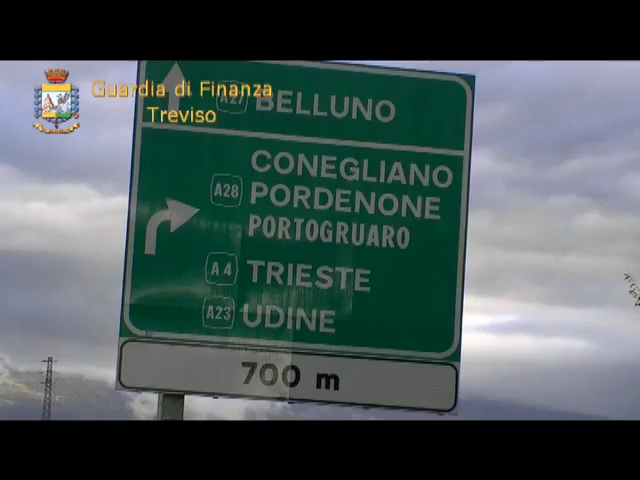 Guardia di Finanza
Treviso
A27 BELLUNO
CONEGLIANO
A28 PORDENONE
PORTOGRUARO
A4 TRIESTE
A23 UDINE
700 m